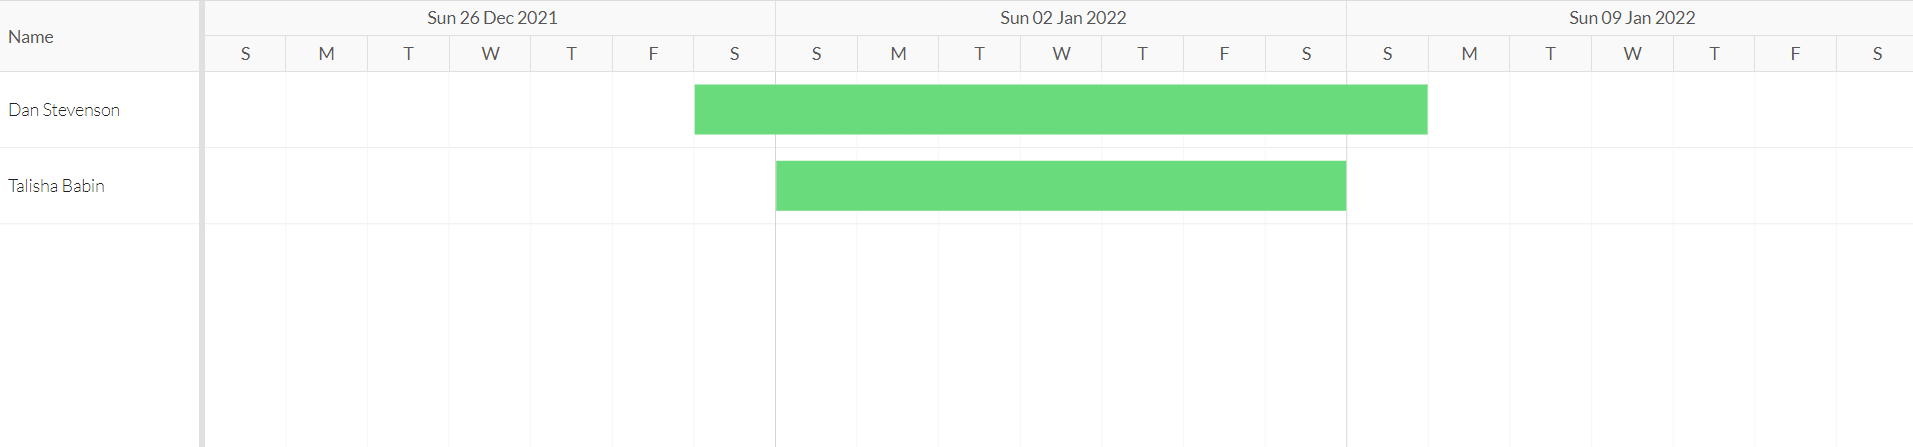 Name
Sun 26 Dec 2021 Sun 02 Jan 2022 Sun 09 Jan 2022
S M T W T F S S M T W T F S S M T W T F S
Dan Stevenson
Talisha Babin